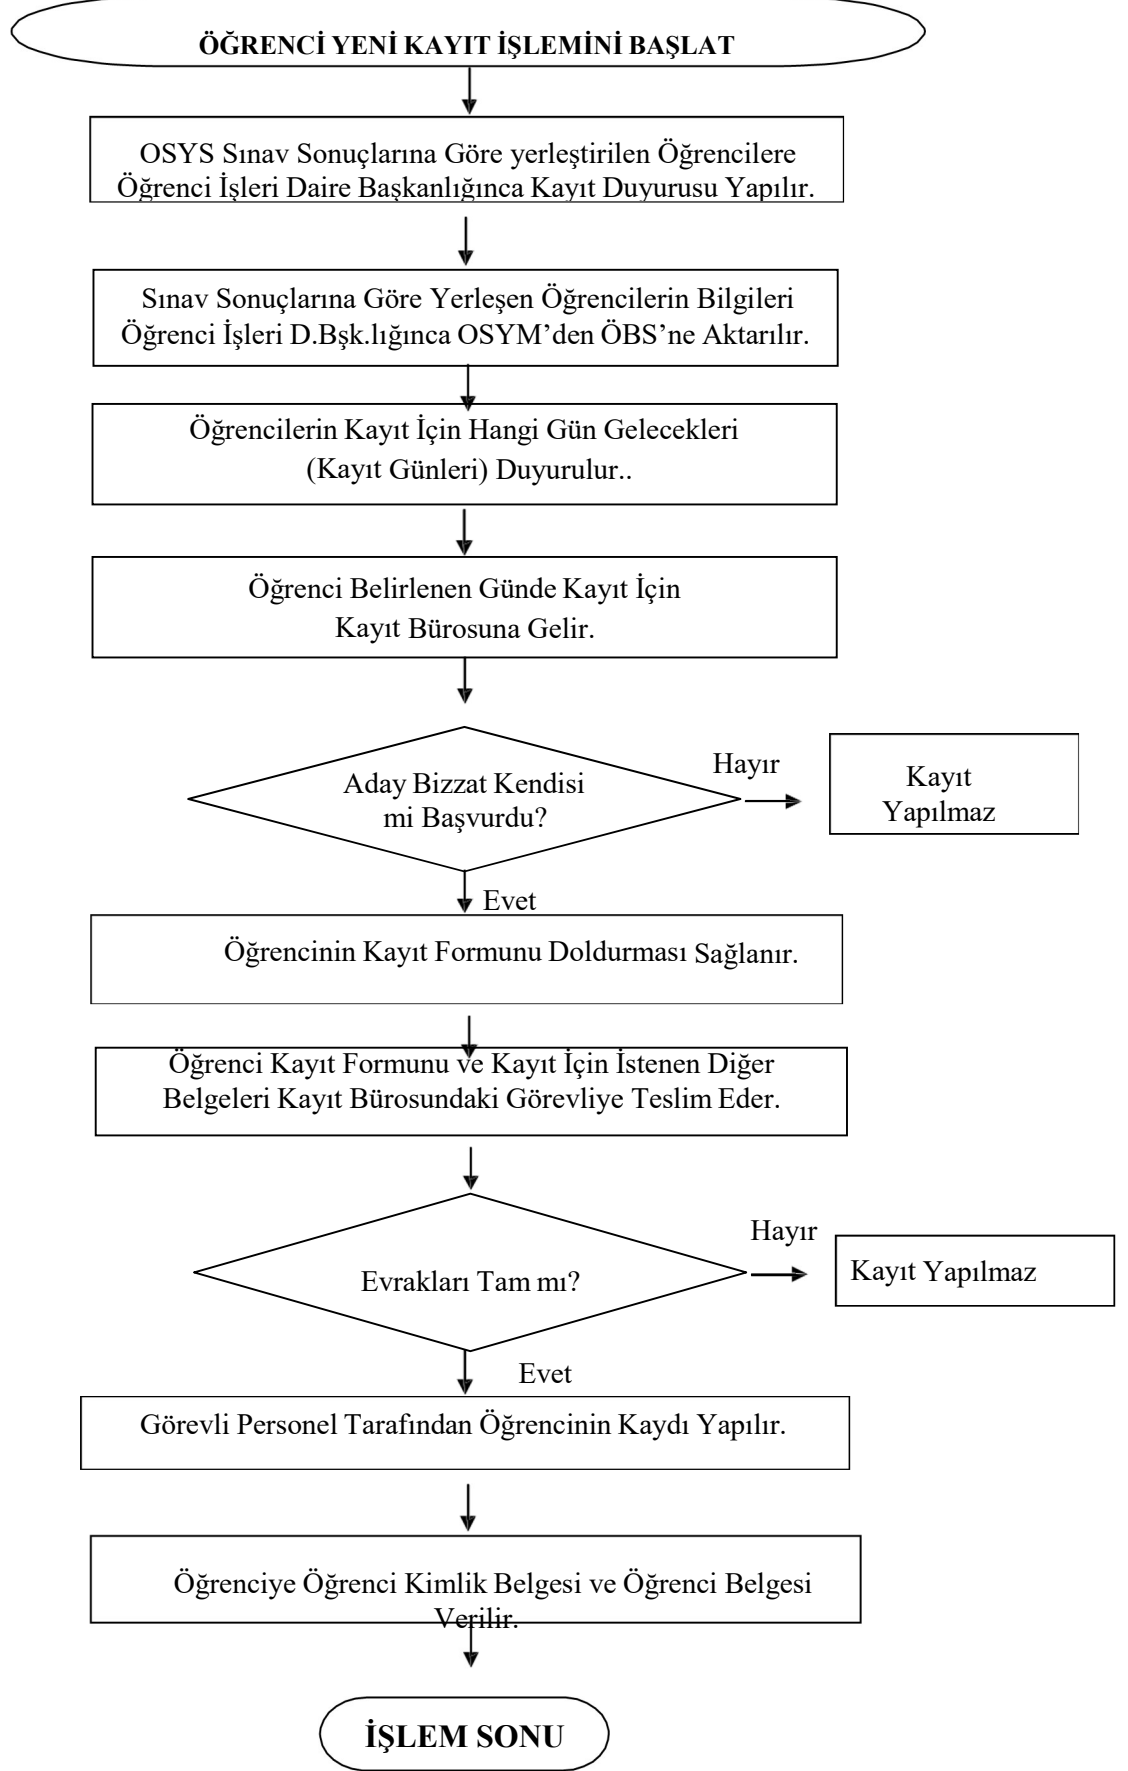 ÖĞRENCİ YENİ KAYIT İŞLEMİNİ BAŞLAT
OSYS Sınav Sonuçlarına Göre yerleştirilen Öğrencilere
Öğrenci İşleri Daire Başkanlığınca Kayıt Duyurusu Yapılır.
Sınav Sonuçlarına Göre Yerleşen Öğrencilerin Bilgileri
Öğrenci İşleri D.Bşk.lığınca OSYM’den ÖBS’ne Aktarılır.
Öğrencilerin Kayıt İçin Hangi Gün Gelecekleri
(Kayıt Günleri) Duyurulur..
Öğrenci Belirlenen Günde Kayıt İçin
Kayıt Bürosuna Gelir.
Aday Bizzat Kendisi
mi Başvurdu?
Hayır
Kayıt
Yapılmaz
Evet
Öğrencinin Kayıt Formunu Doldurması Sağlanır.
Öğrenci Kayıt Formunu ve Kayıt İçin İstenen Diğer
Belgeleri Kayıt Bürosundaki Görevliye Teslim Eder.
Evrakları Tam mı?
Hayır
Kayıt Yapılmaz
Evet
Görevli Personel Tarafından Öğrencinin Kaydı Yapılır.
Öğrenciye Öğrenci Kimlik Belgesi ve Öğrenci Belgesi
Verilir.
İŞLEM SONU